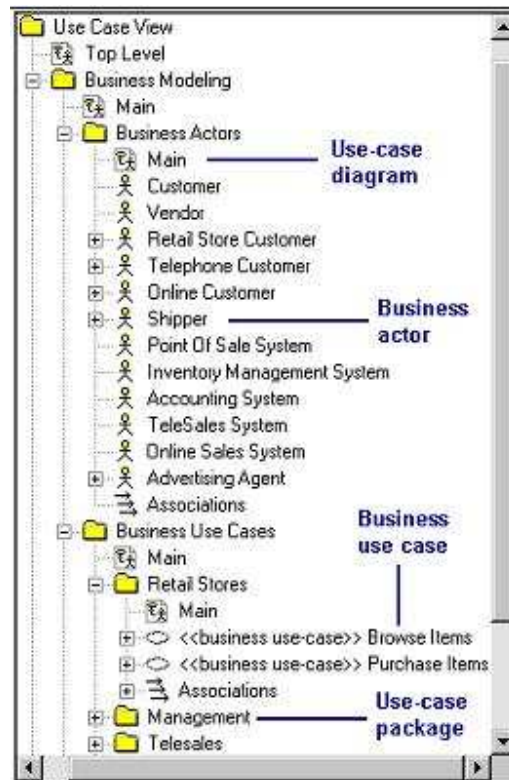 Use Case View
Top Level
Business Modeling
Main
Business Actors
Main
Use-case
diagram
Customer
Vendor
Retail Store Customer
Telephone Customer
Online Customer
Shipper
Business
actor
Point Of Sale System
Inventory Management System
Accounting System
TeleSales System
Online Sales System
Advertising Agent
Associations
Business
use case
Business Use Cases
Main
Retail Stores
Main
<<business use-case>> Browse Items
<<business use-case>> Purchase Items
Associations
Management
Use-case
package
Telesales